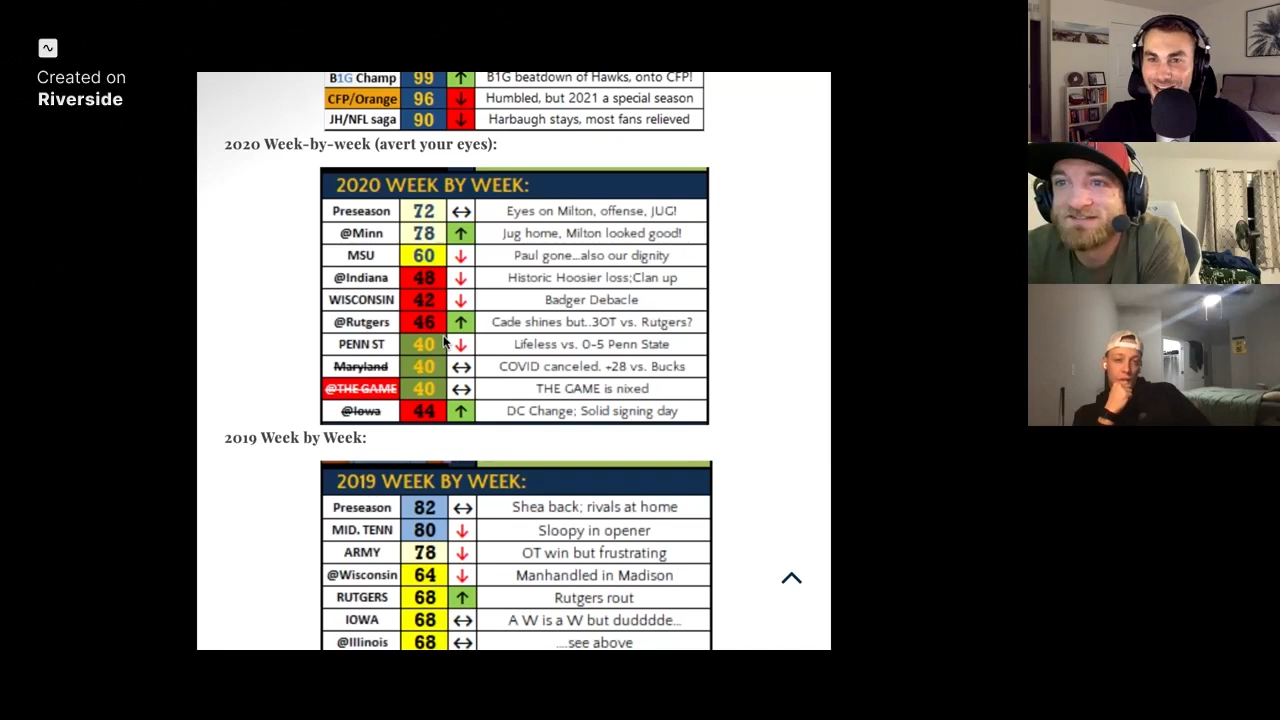 Created on
Riverside
B1G Champ 99 ↑ B1G beatdown of Hawks, onto CFP!
CFP/Orange 96 ↓ Humbled, but 2021 a special season
JH/NFL saga 90 ↓ Harbaugh stays, most fans relieved
2020 Week-by-week (avert your eyes):
2020 WEEK BY WEEK:
Preseason 72 ↔ Eyes on Milton, offense, JUG!
@Minn 78 ↑ Jug home, Milton looked good!
MSU 60 ↓ Paul gone...also our dignity
@Indiana 48 ↓ Historic Hoosier loss;Clan up
WISCONSIN 42 ↓ Badger Debacle
@Rutgers 46 ↑ Cade shines but..3OT vs. Rutgers?
PENN ST 40 ↓ Lifeless vs. 0-5 Penn State
Maryland 40 ↔ COVID canceled. +28 vs. Bucks
@THE GAME 40 ↔ THE GAME is nixed
@Iowa 44 ↑ DC Change; Solid signing day
2019 Week by Week:
2019 WEEK BY WEEK:
Preseason 82 ↔ Shea back; rivals at home
MID. TENN 80 ↓ Sloopy in opener
ARMY 78 ↓ OT win but frustrating
@Wisconsin 64 ↓ Manhandled in Madison
RUTGERS 68 ↑ Rutgers rout
IOWA 68 ↔ A W is a W but dudddde...
@Illinois 68 ↔ ....see above